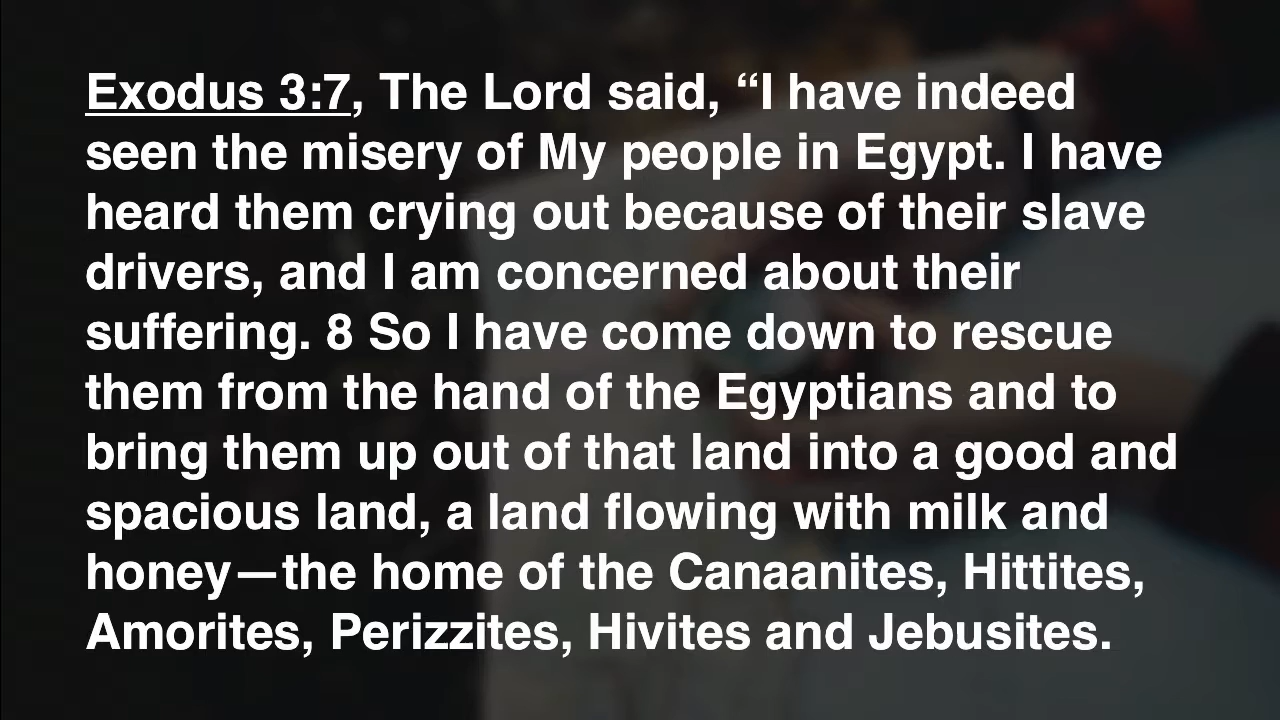 Exodus 3:7, The Lord said, “I have indeed
seen the misery of My people in Egypt. I have
heard them crying out because of their slave
drivers, and I am concerned about their
suffering. 8 So I have come down to rescue
them from the hand of the Egyptians and to
bring them up out of that land into a good and
spacious land, a land flowing with milk and
honey—the home of the Canaanites, Hittites,
Amorites, Perizzites, Hivites and Jebusites.